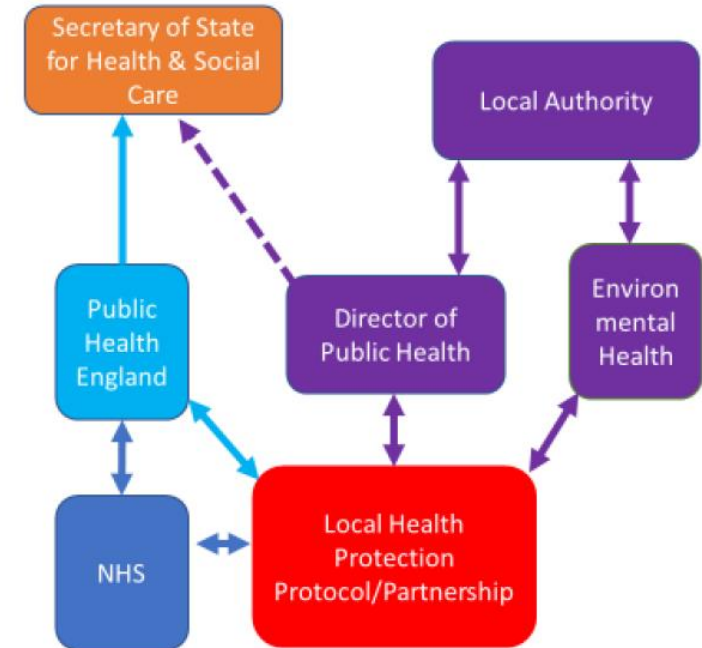 Secretary of State
for Health & Social
Care
Local Authority
Public
Health
England
Director of
Public Health
Environ
mental
Health
NHS
Local Health
Protection
Protocol/Partnership